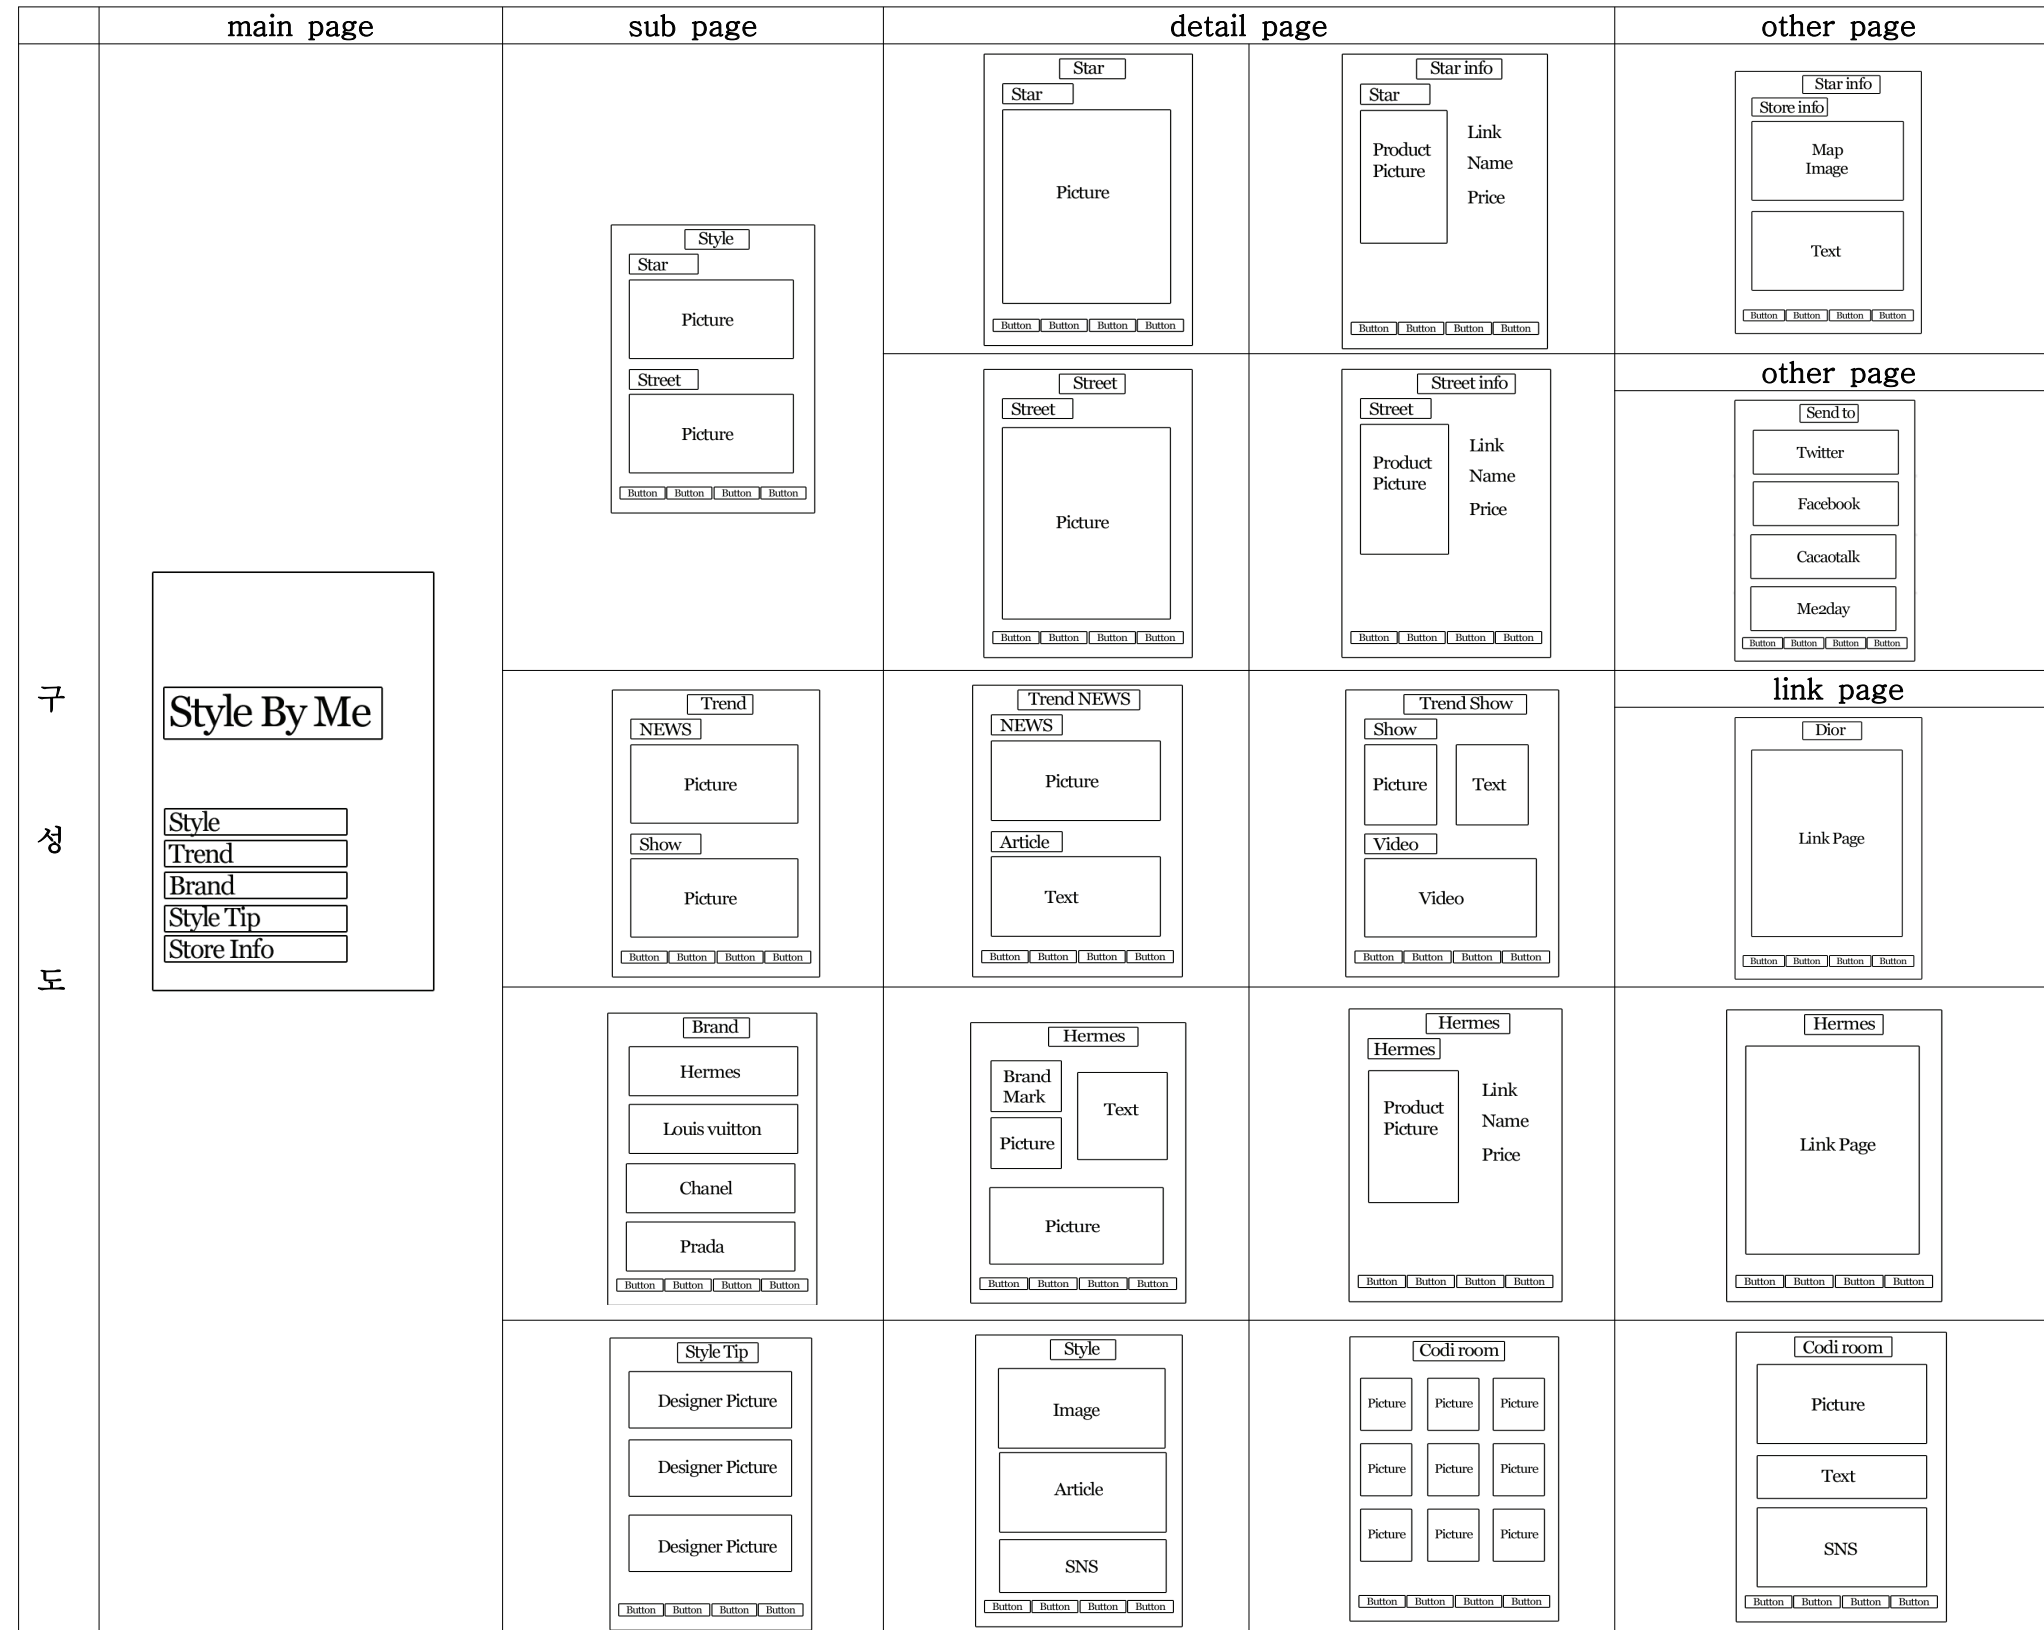 main page
sub page
detail page
other page
구
성
도
Style By Me
Style
Trend
Brand
Style Tip
Store Info
Style
Star
Picture
Street
Picture
Button Button Button Button
Star
Star
Picture
Button Button Button Button
Star info
Star
Product
Picture
Link
Name
Price
Button Button Button Button
Star info
Store info
Map
Image
Text
Button Button Button Button
Street
Street
Picture
Button Button Button Button
Street info
Street
Product
Picture
Link
Name
Price
Button Button Button Button
other page
Send to
Twitter
Facebook
Cacaotalk
Me2day
Button Button Button Button
Trend
NEWS
Picture
Show
Picture
Button Button Button Button
Trend NEWS
NEWS
Picture
Article
Text
Button Button Button Button
Trend Show
Show
Picture
Text
Video
Video
Button Button Button Button
link page
Dior
Link Page
Button Button Button Button
Brand
Hermes
Louis vuitton
Chanel
Prada
Button Button Button Button
Hermes
Brand
Mark
Text
Picture
Picture
Button Button Button Button
Hermes
Hermes
Product
Picture
Link
Name
Price
Button Button Button Button
Hermes
Link Page
Button Button Button Button
Style Tip
Designer Picture
Designer Picture
Designer Picture
Button Button Button Button
Style
Image
Article
SNS
Button Button Button Button
Codi room
Picture Picture Picture
Picture Picture Picture
Picture Picture Picture
Button Button Button Button
Codi room
Picture
Text
SNS
Button Button Button Button